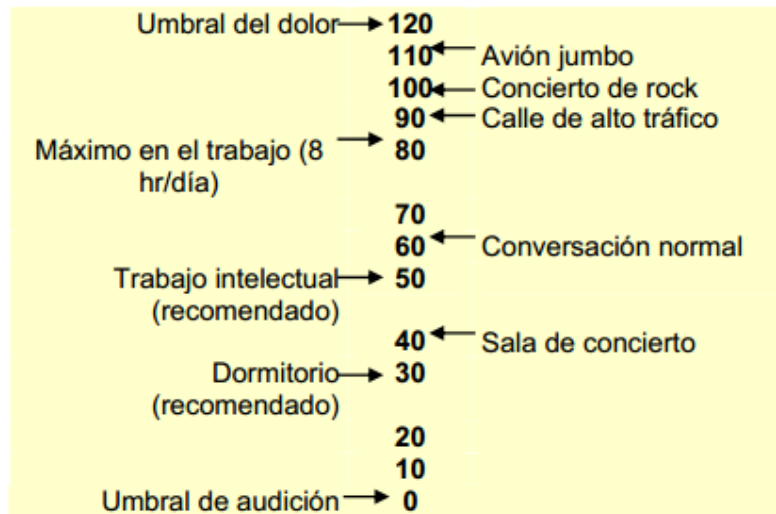 Umbral del dolor 120
110 Avión jumbo
100 Concierto de rock
90 Calle de alto tráfico
Máximo en el trabajo (8 80
hr/día)
70
60 Conversación normal
Trabajo intelectual 50
(recomendado)
40 Sala de concierto
Dormitorio 30
(recomendado)
20
10
Umbral de audición 0